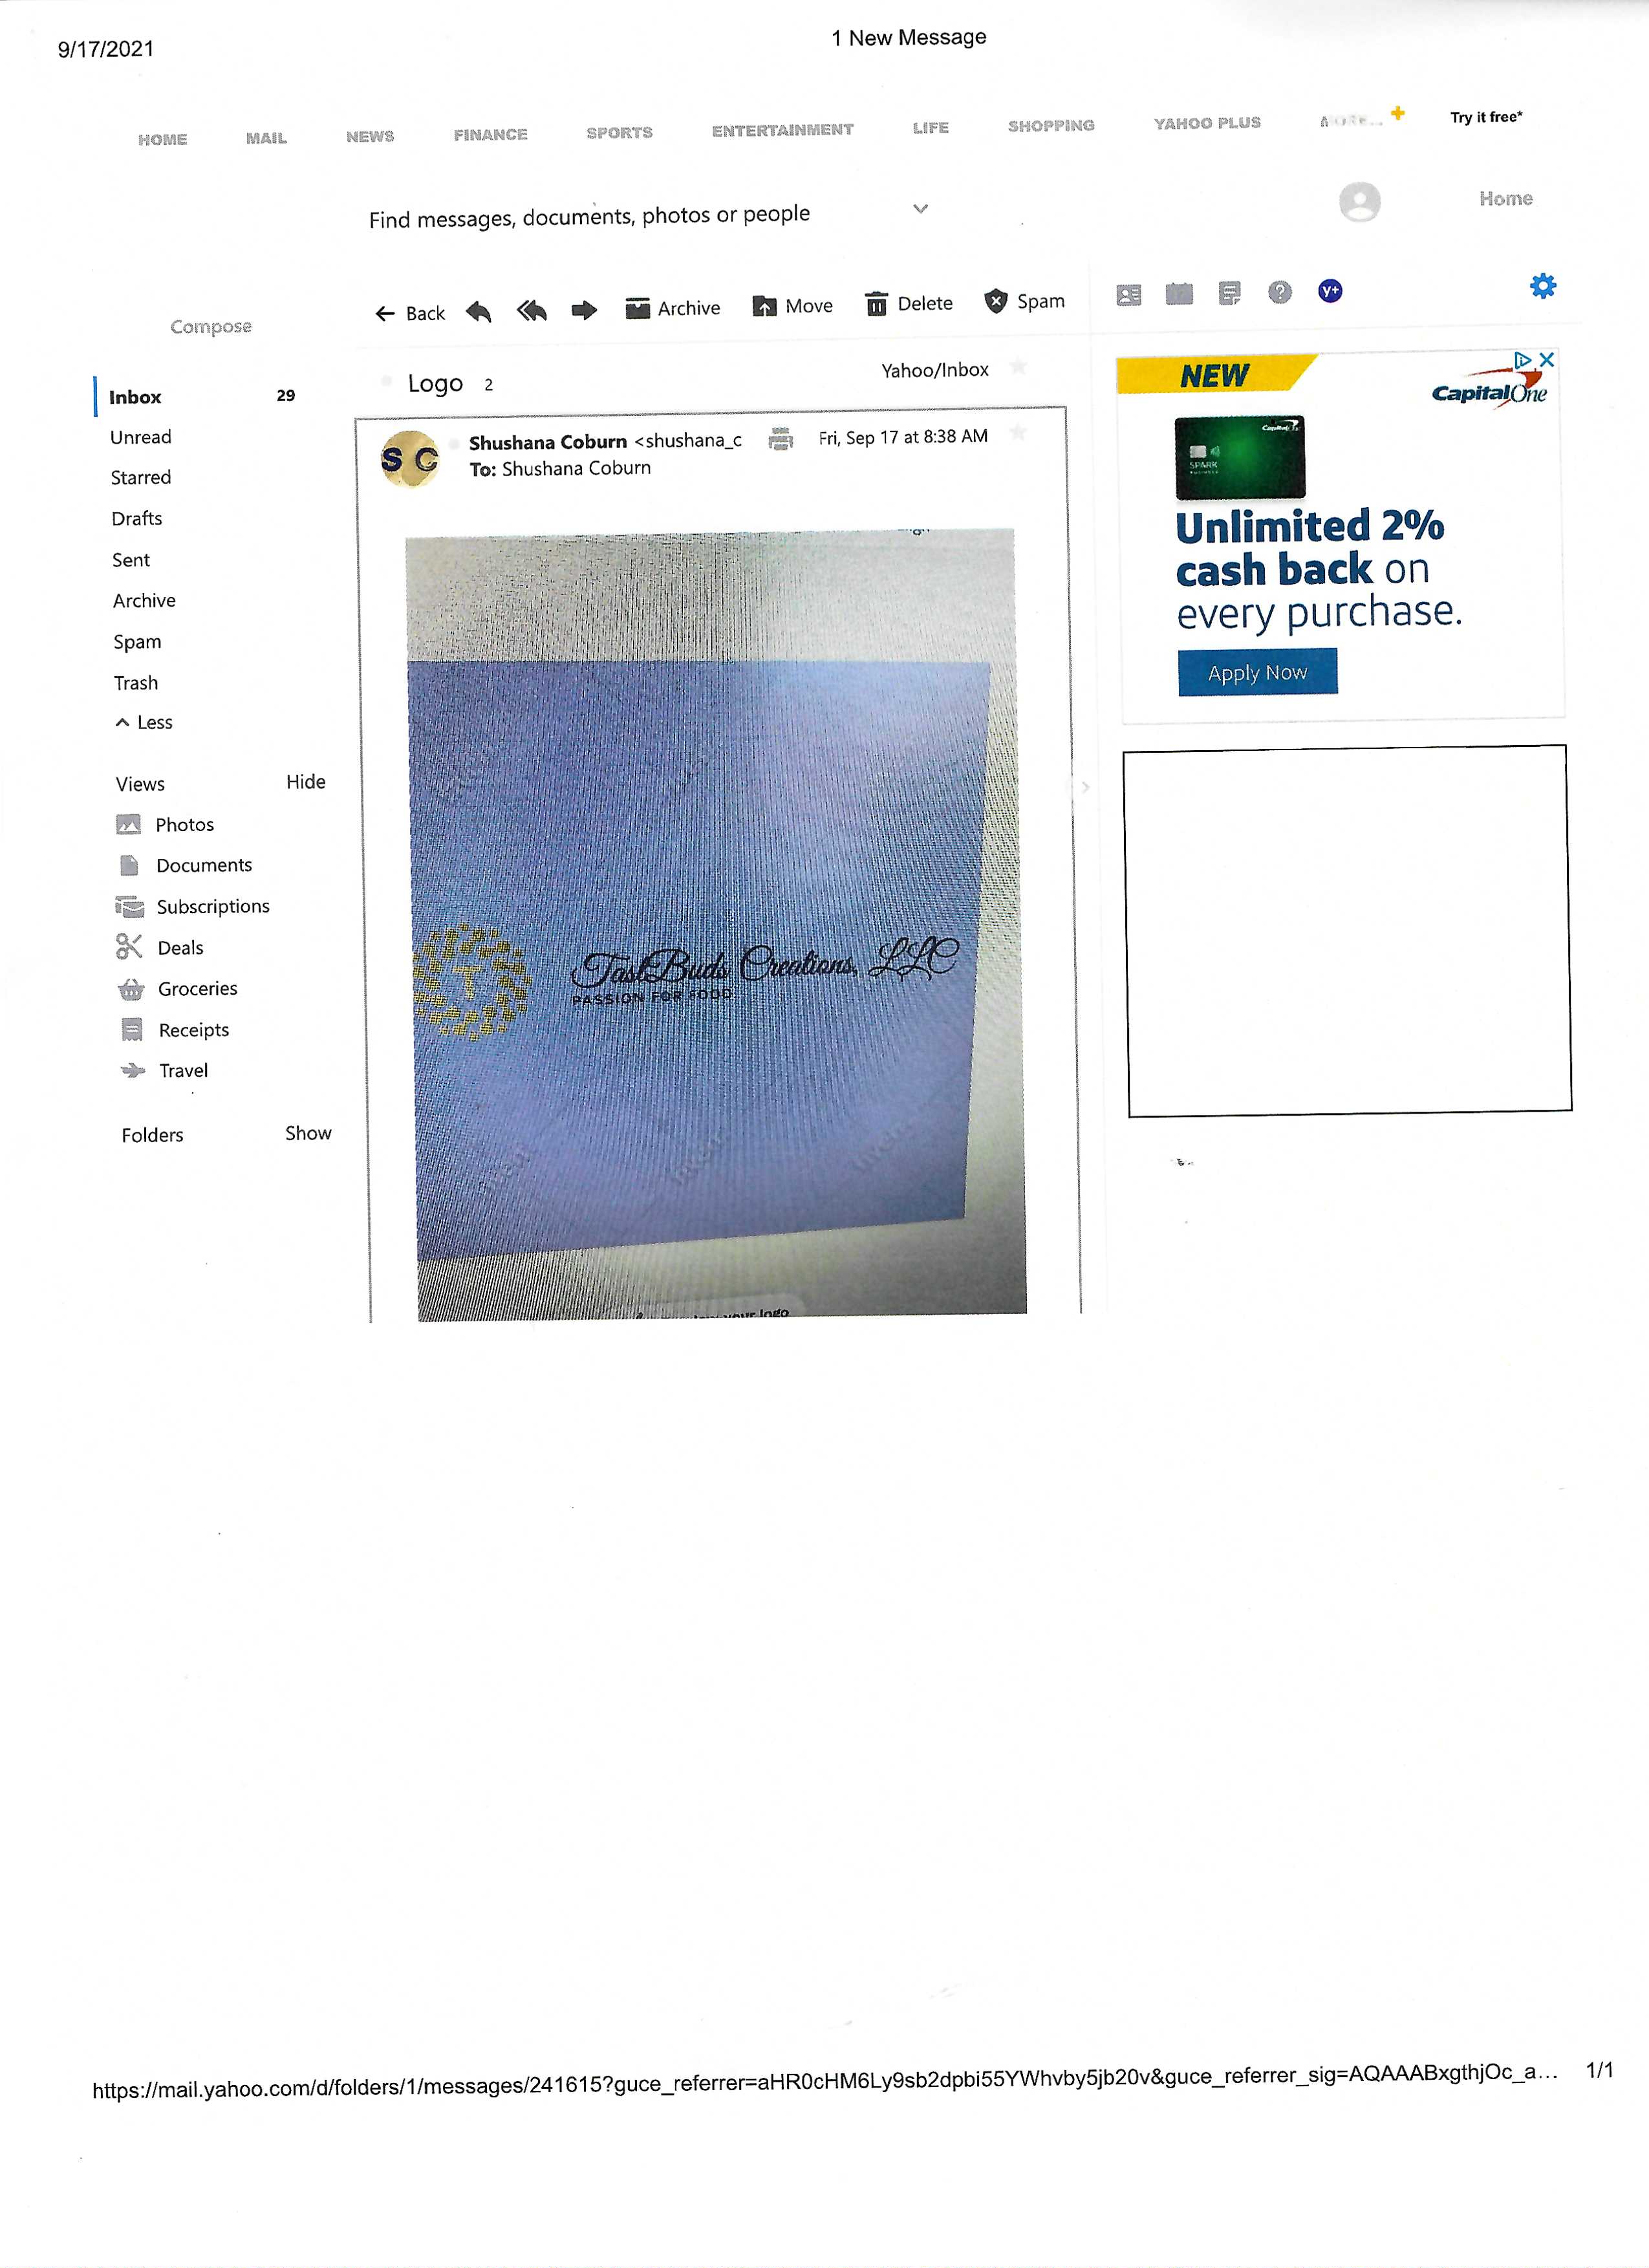 9/17/2021
1 New Message
HOME MAIL NEWS FINANCE SPORTS ENTERTAINMENT LIFE SHOPPING YAHOO PLUS Try it free*
Find messages, documents, photos or people
Home
Compose
Back Archive Move Delete Spam
Y+
Inbox 29
Unread
Starred
Drafts
Sent
Archive
Spam
Trash
Less
Views Hide
Photos
Documents
Subscriptions
Deals
Groceries
Receipts
Travel
Folders Show
Logo 2
Yahoo/Inbox
S C
Shushana Coburn <shushana_c
Fri, Sep 17 at 8:38 AM
To: Shushana Coburn
T
TastBuds Creations, LLC
PASSION FOR FOOD
your logo
NEW
Capital One
SPARK
Unlimited 2%
cash back on
every purchase.
Apply Now
https://mail.yahoo.com/d/folders/1/messages/241615?guce_referrer=aHR0cHM6Ly9sb2dpbi55YWhvby5jb20v&guce_referrer_sig=AQAAABxgthjOc_a... 1/1